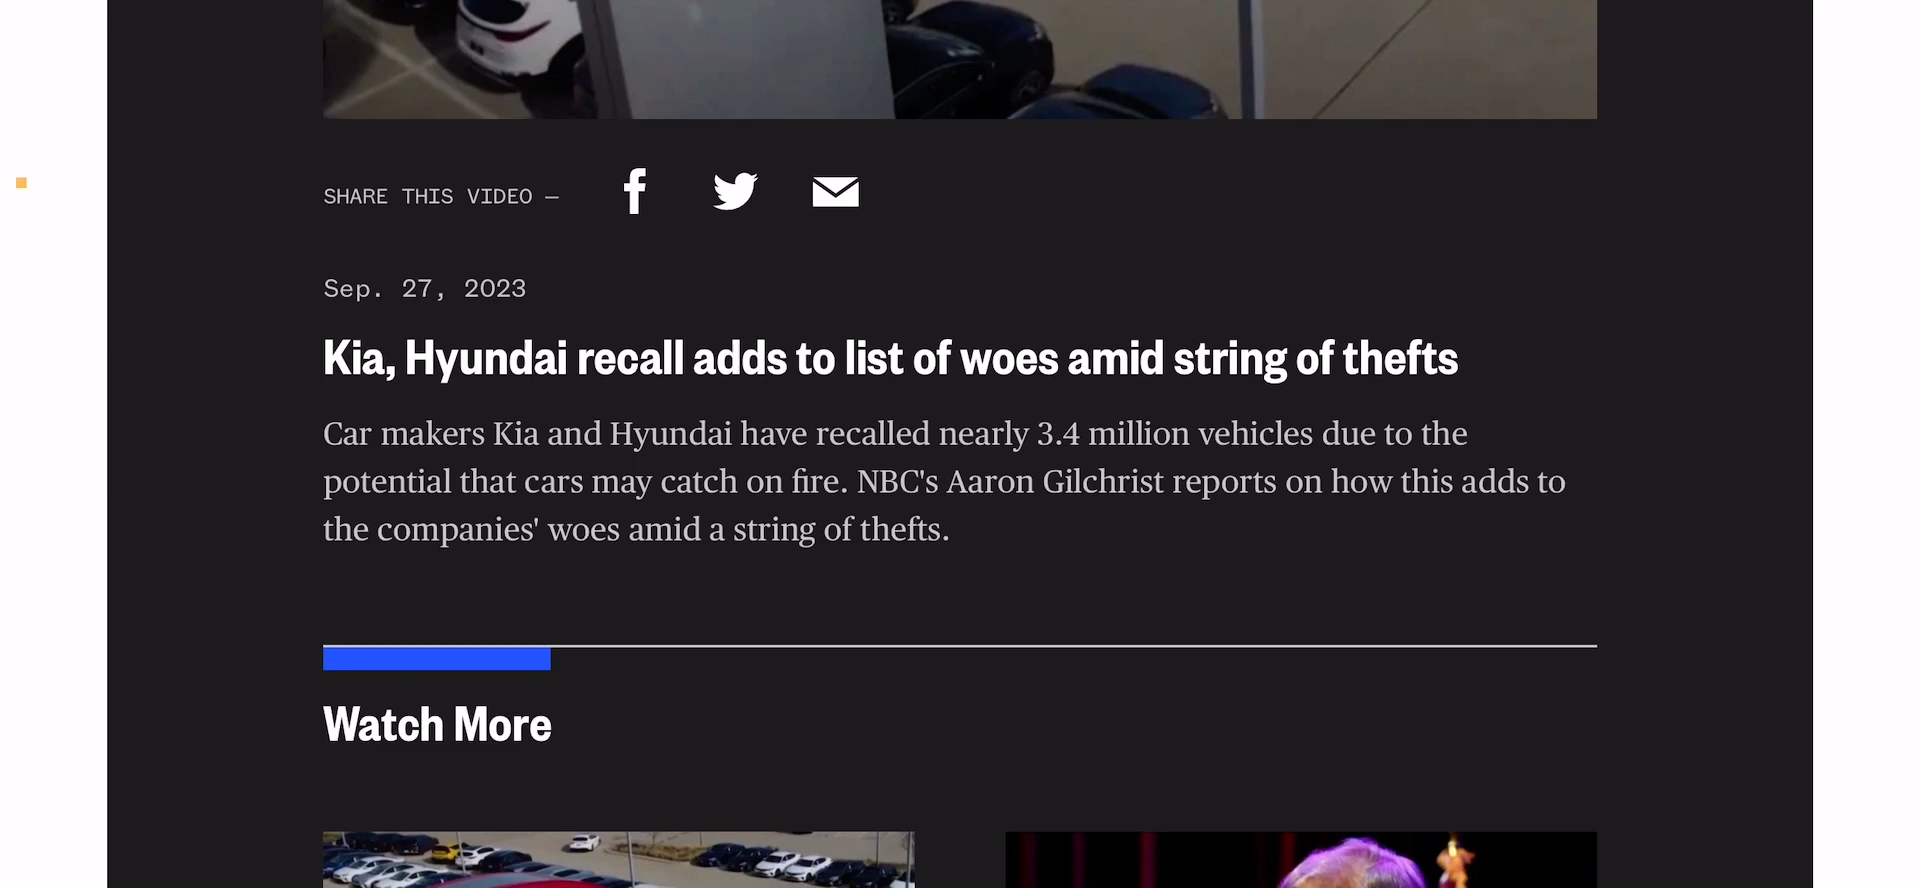 SHARE THIS VIDEO —
Sep. 27, 2023
Kia, Hyundai recall adds to list of woes amid string of thefts
Car makers Kia and Hyundai have recalled nearly 3.4 million vehicles due to the
potential that cars may catch on fire. NBC's Aaron Gilchrist reports on how this adds to
the companies' woes amid a string of thefts.
Watch More